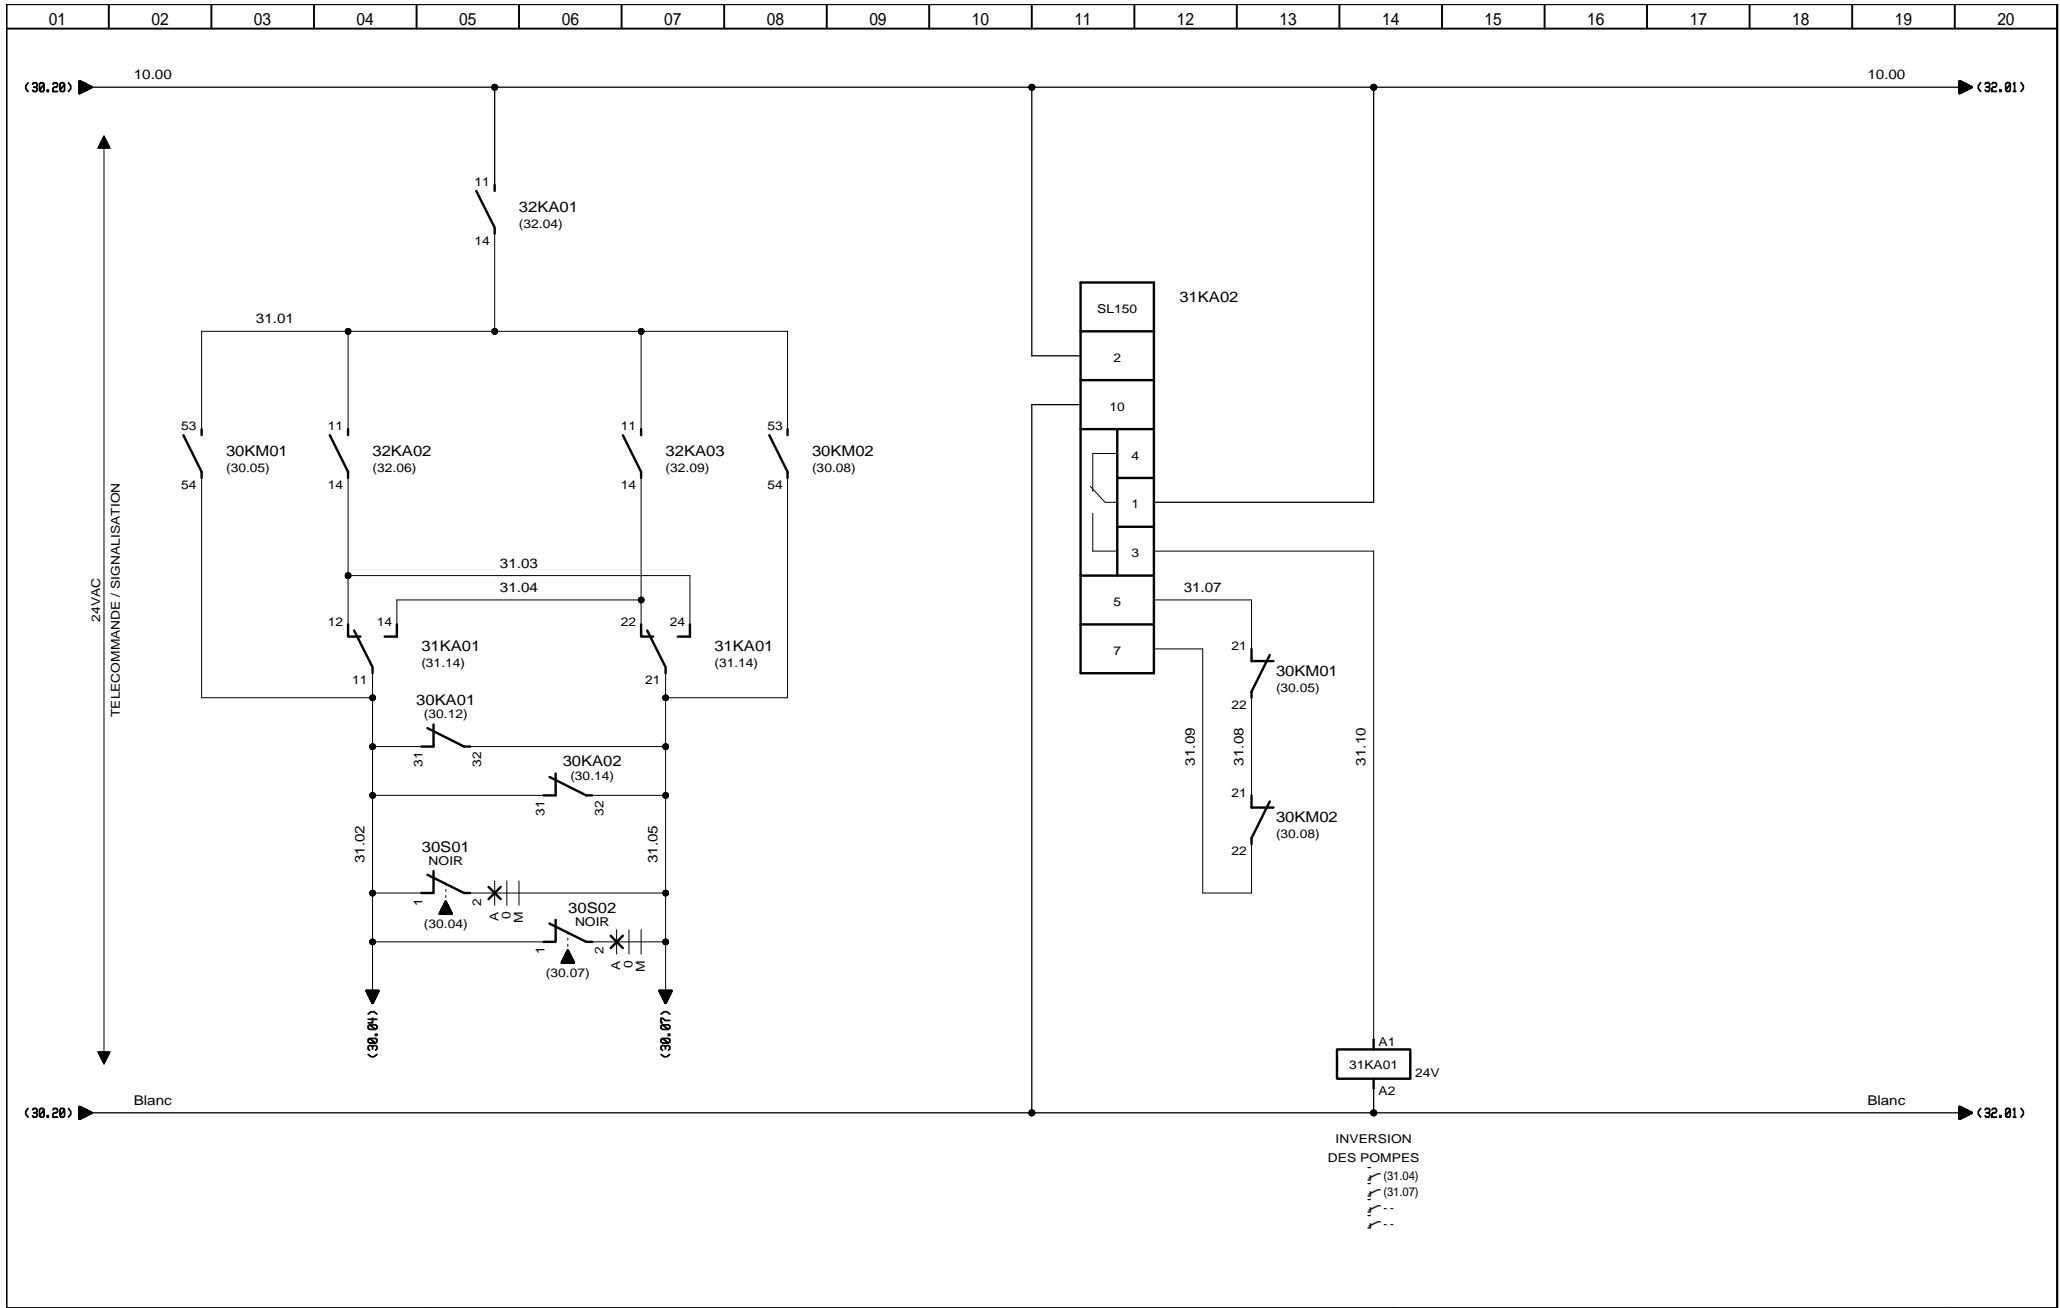 01 02 03 04 05 06 07 08 09 10 11 12 13 14 15 16 17 18 19 20
10.00 10.00
(30.20) (32.01)
11
32KA01
(32.04)
14
31KA02
SL150
31.01
2
10
53 11 11 53
30KM01 32KA02 32KA03 30KM02
(30.05) (32.06) (32.09) (30.08)
54 14 14 54
4
1
3
24VAC
TELECOMMANDE / SIGNALISATION
31.03
31.04
31.07
5
12 14 22 24
31KA01 31KA01
(31.14) (31.14)
11 21
7
21
30KM01
(30.05)
22
30KA01
(30.12)
31 32
30KA02
(30.14)
31 32
31.09 31.08 31.10
21
30KM02
(30.08)
22
31.02 31.05
30S01
NOIR
1 2 A 0 M
(30.04)
30S02
NOIR
1 2 A 0 M
(30.07)
(30.04) (30.07)
A1
31KA01
24V
A2
Blanc Blanc
(30.20) (32.01)
INVERSION
DES POMPES
(31.04)
(31.07)
- -
- -